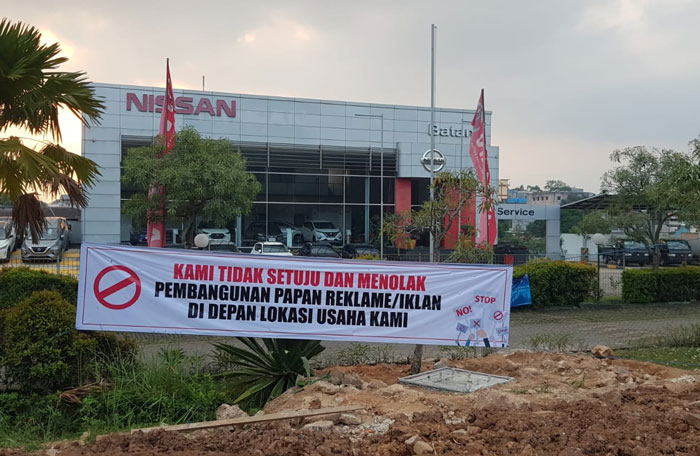 NISSAN
Batam
Service
KAMI TIDAK SETUJU DAN MENOLAK
PEMBANGUNAN PAPAN REKLAME/IKLAN
DI DEPAN LOKASI USAHA KAMI
STOP
NO!